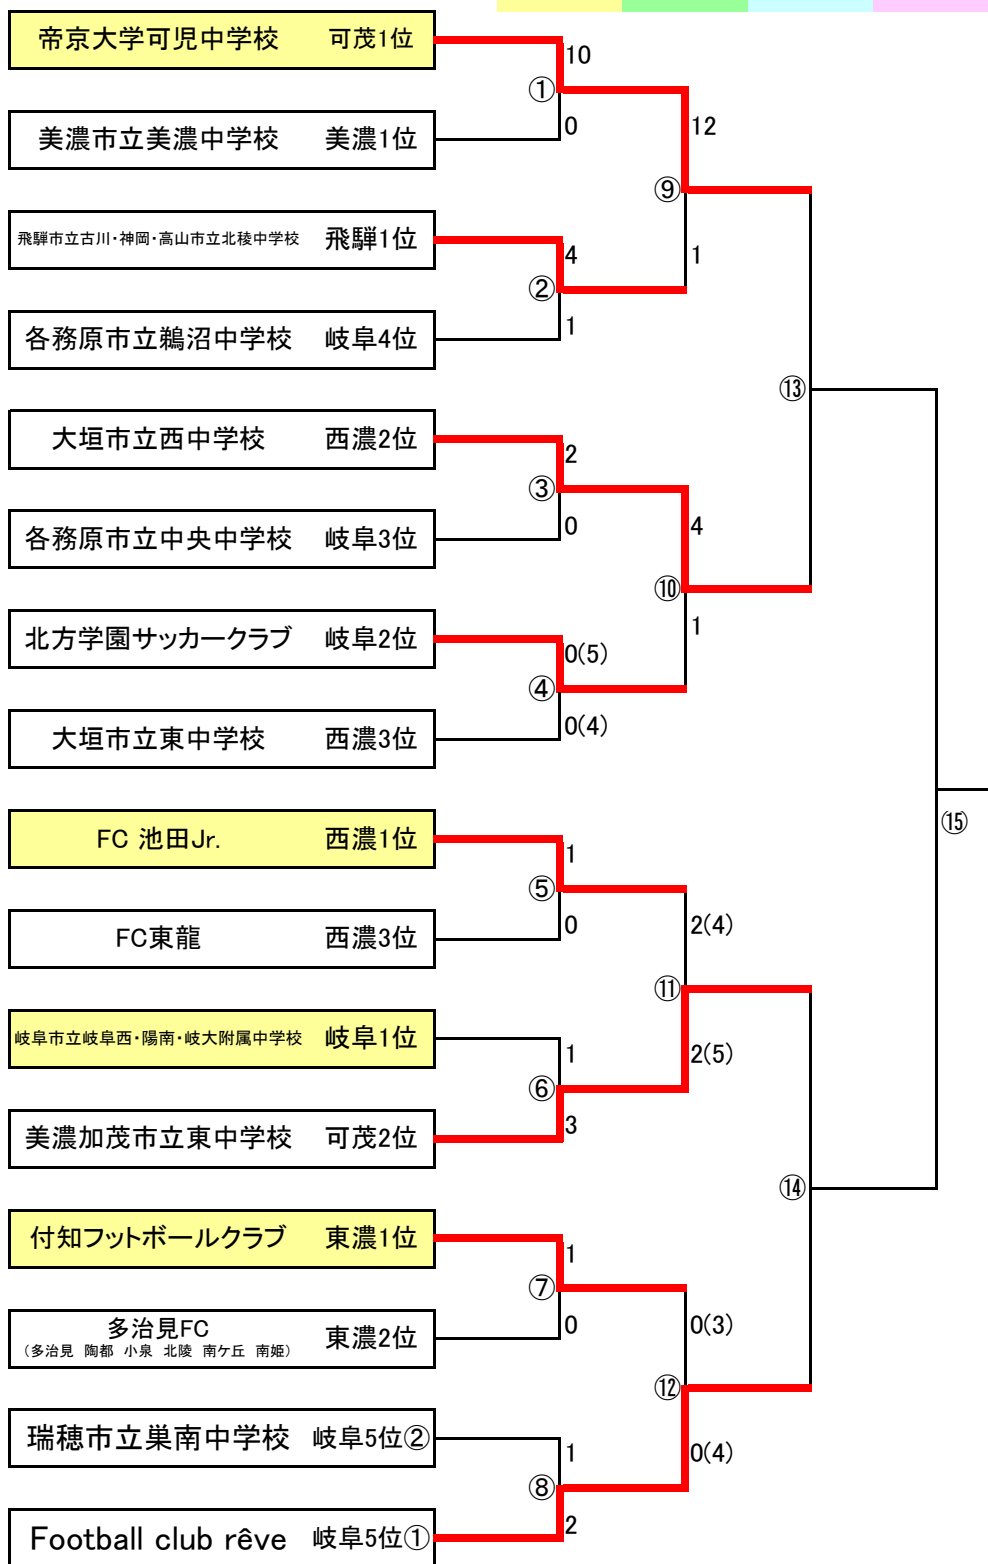 帝京大学可児中学校 可茂1位
10
①
0
美濃市立美濃中学校 美濃1位
12
⑨
1
飛騨市立古川・神岡・高山市立北稜中学校 飛騨1位
4
②
1
各務原市立鵜沼中学校 岐阜4位
⑬
大垣市立西中学校 西濃2位
2
③
0
各務原市立中央中学校 岐阜3位
4
⑩
1
北方学園サッカークラブ 岐阜2位
0(5)
④
0(4)
大垣市立東中学校 西濃3位
⑮
FC 池田Jr. 西濃1位
1
⑤
0
FC東龍 西濃3位
2(4)
⑪
2(5)
岐阜市立岐阜西・陽南・岐大附属中学校 岐阜1位
1
⑥
3
美濃加茂市立東中学校 可茂2位
⑭
付知フットボールクラブ 東濃1位
1
⑦
0
多治見FC 東濃2位
(多治見 陶都 小泉 北陵 南ケ丘 南姫)
0(3)
⑫
0(4)
瑞穂市立巣南中学校 岐阜5位②
1
⑧
2
Football club rêve 岐阜5位①